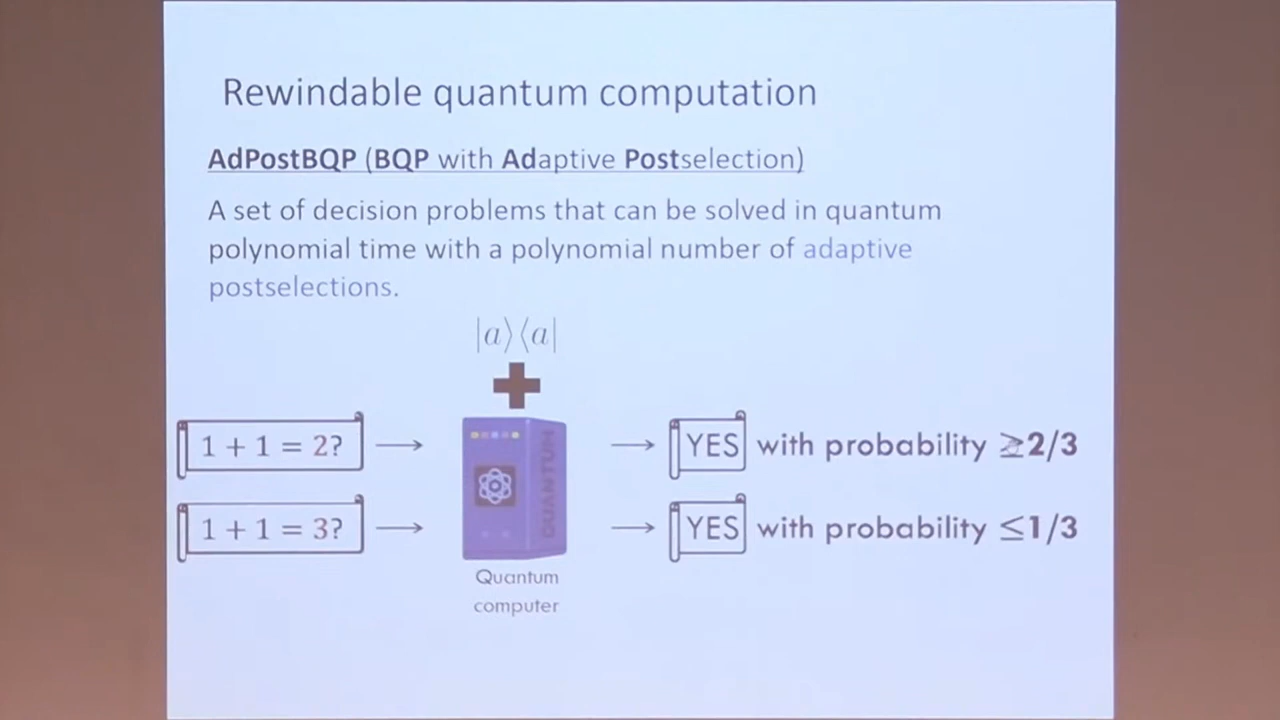 Rewindable quantum computation
AdPostBQP (BQP with Adaptive Postselection)
A set of decision problems that can be solved in quantum
polynomial time with a polynomial number of adaptive
postselections.
|a⟩⟨a|
1 + 1 = 2? → → YES with probability ≥2/3
QUANTUM
1 + 1 = 3? → → YES with probability ≤1/3
Quantum
computer